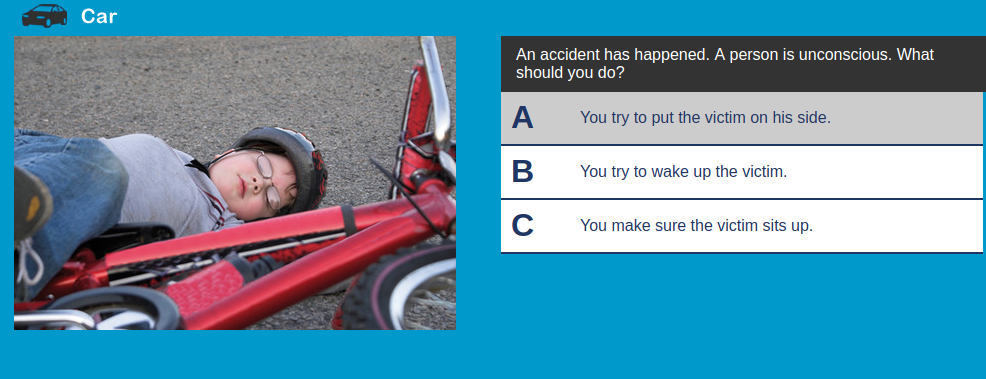 Car
An accident has happened. A person is unconscious. What
should you do?
A You try to put the victim on his side.
B You try to wake up the victim.
C You make sure the victim sits up.